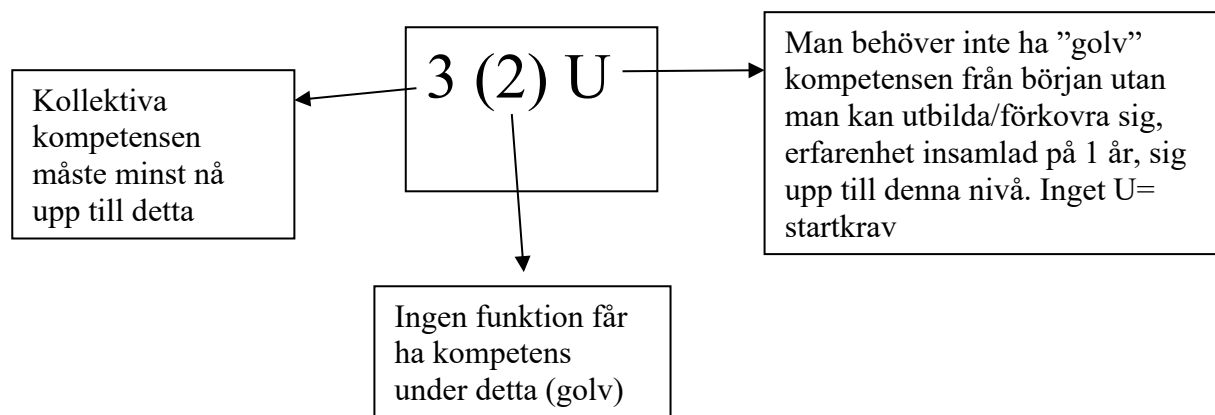 3 (2) U
Kollektiva
kompetensen
måste minst nå
upp till detta
Man behöver inte ha ”golv”
kompetensen från början utan
man kan utbilda/förkovra sig,
erfarenhet insamlad på 1 år, sig
upp till denna nivå. Inget U=
startkrav
Ingen funktion får
ha kompetens
under detta (golv)